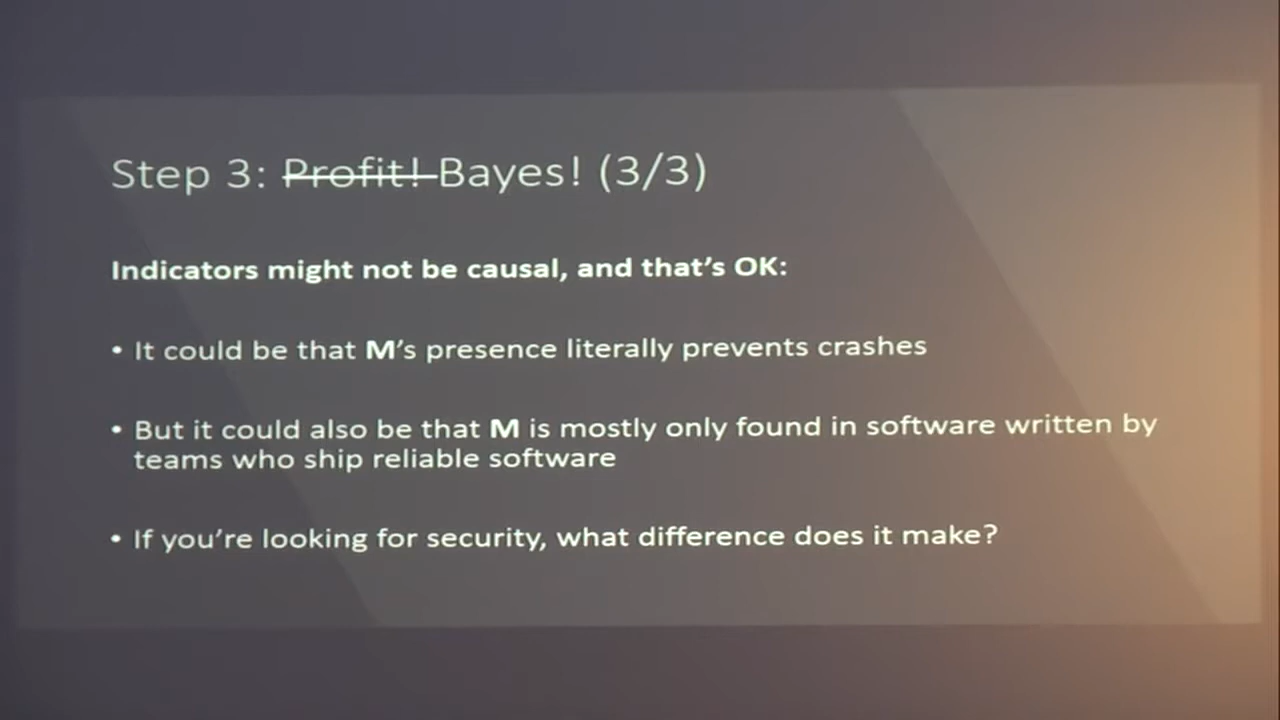 Step 3: Profit! Bayes! (3/3)
Indicators might not be causal, and that's OK:
• It could be that M's presence literally prevents crashes
• But it could also be that M is mostly only found in software written by
teams who ship reliable software
• If you're looking for security, what difference does it make?